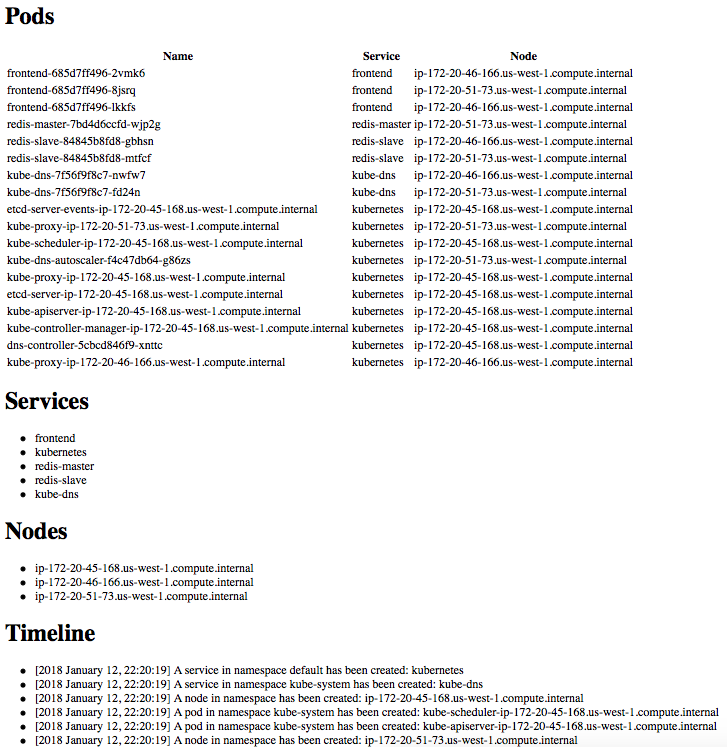 Pods
Name Service Node
frontend-685d7ff496-2vmk6 frontend ip-172-20-46-166.us-west-1.compute.internal
frontend-685d7ff496-8jsrq frontend ip-172-20-51-73.us-west-1.compute.internal
frontend-685d7ff496-lkkfs frontend ip-172-20-46-166.us-west-1.compute.internal
redis-master-7bd4d6ccfd-wjp2g redis-master ip-172-20-51-73.us-west-1.compute.internal
redis-slave-84845b8fd8-gbhsn redis-slave ip-172-20-46-166.us-west-1.compute.internal
redis-slave-84845b8fd8-mtfcf redis-slave ip-172-20-51-73.us-west-1.compute.internal
kube-dns-7f56f9f8c7-nwfw7 kube-dns ip-172-20-46-166.us-west-1.compute.internal
kube-dns-7f56f9f8c7-fd24n kube-dns ip-172-20-51-73.us-west-1.compute.internal
etcd-server-events-ip-172-20-45-168.us-west-1.compute.internal kubernetes ip-172-20-45-168.us-west-1.compute.internal
kube-proxy-ip-172-20-51-73.us-west-1.compute.internal kubernetes ip-172-20-51-73.us-west-1.compute.internal
kube-scheduler-ip-172-20-45-168.us-west-1.compute.internal kubernetes ip-172-20-45-168.us-west-1.compute.internal
kube-dns-autoscaler-f4c47db64-g86zs kubernetes ip-172-20-51-73.us-west-1.compute.internal
kube-proxy-ip-172-20-45-168.us-west-1.compute.internal kubernetes ip-172-20-45-168.us-west-1.compute.internal
etcd-server-ip-172-20-45-168.us-west-1.compute.internal kubernetes ip-172-20-45-168.us-west-1.compute.internal
kube-apiserver-ip-172-20-45-168.us-west-1.compute.internal kubernetes ip-172-20-45-168.us-west-1.compute.internal
kube-controller-manager-ip-172-20-45-168.us-west-1.compute.internal kubernetes ip-172-20-45-168.us-west-1.compute.internal
dns-controller-5cbcd846f9-xnttc kubernetes ip-172-20-45-168.us-west-1.compute.internal
kube-proxy-ip-172-20-46-166.us-west-1.compute.internal kubernetes ip-172-20-46-166.us-west-1.compute.internal
Services
frontend
kubernetes
redis-master
redis-slave
kube-dns
Nodes
ip-172-20-45-168.us-west-1.compute.internal
ip-172-20-46-166.us-west-1.compute.internal
ip-172-20-51-73.us-west-1.compute.internal
Timeline
[2018 January 12, 22:20:19] A service in namespace default has been created: kubernetes
[2018 January 12, 22:20:19] A service in namespace kube-system has been created: kube-dns
[2018 January 12, 22:20:19] A node in namespace has been created: ip-172-20-45-168.us-west-1.compute.internal
[2018 January 12, 22:20:19] A pod in namespace kube-system has been created: kube-scheduler-ip-172-20-45-168.us-west-1.compute.internal
[2018 January 12, 22:20:19] A pod in namespace kube-system has been created: kube-apiserver-ip-172-20-45-168.us-west-1.compute.internal
[2018 January 12, 22:20:19] A node in namespace has been created: ip-172-20-51-73.us-west-1.compute.internal